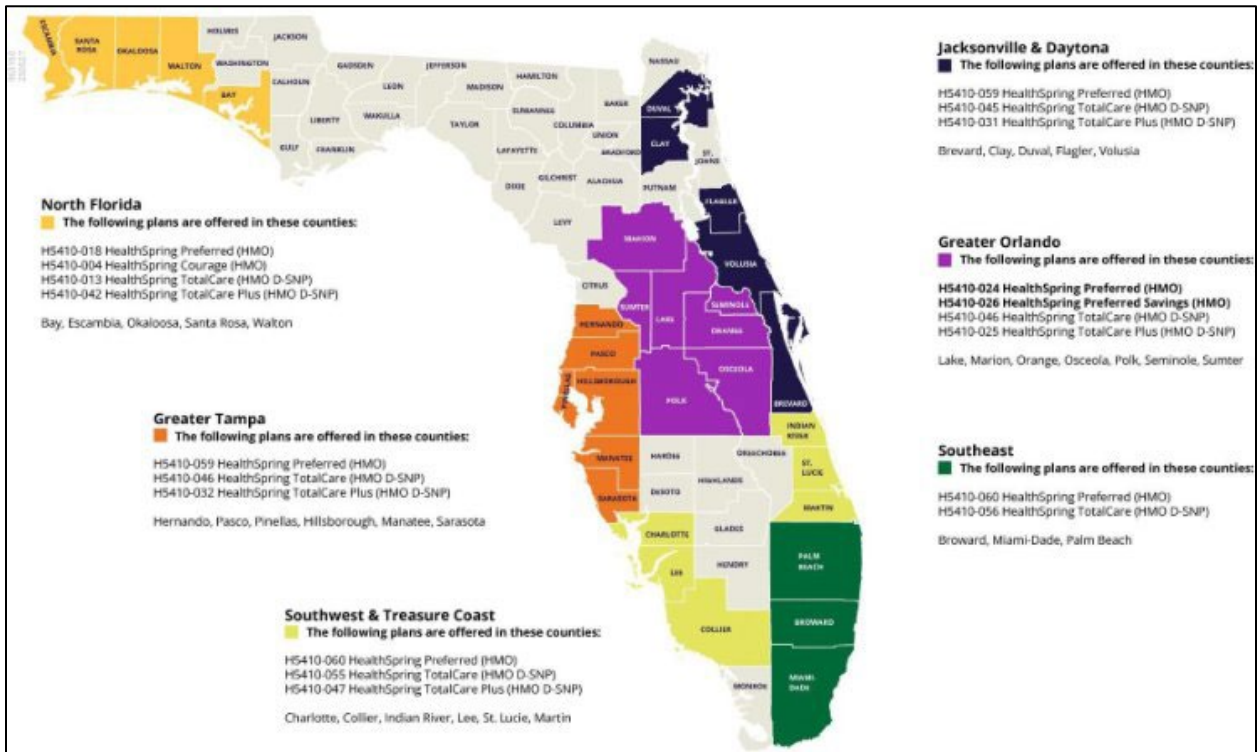 ESCAMBIA
SANTA
ROSA
OKALOOSA
WALTON
HOLMES
WASHINGTON
BAY
JACKSON
CALHOUN
GULF
LIBERTY
FRANKLIN
GADSDEN
LEON
WAKULLA
JEFFERSON
MADISON
TAYLOR
HAMILTON
SUWANNEE
LAFAYETTE
DIXIE
COLUMBIA
GILCHRIST
BAKER
UNION
BRADFORD
ALACHUA
LEVY
NASSAU
DUVAL
CLAY
ST.
JOHNS
PUTNAM
FLAGLER
VOLUSIA
MARION
CITRUS
SUMTER
LAKE
SEMINOLE
ORANGE
OSCEOLA
POLK
BREVARD
HERNANDO
PASCO
PINELLAS
HILLSBOROUGH
MANATEE
SARASOTA
HARDEE
DESOTO
HIGHLANDS
OKEECHOBEE
INDIAN
RIVER
ST.
LUCIE
MARTIN
CHARLOTTE
GLADES
LEE
HENDRY
COLLIER
MONROE
PALM
BEACH
BROWARD
MIAMI-
DADE
North Florida
The following plans are offered in these counties:
H5410-018 HealthSpring Preferred (HMO)
H5410-004 HealthSpring Courage (HMO)
H5410-013 HealthSpring TotalCare (HMO D-SNP)
H5410-042 HealthSpring TotalCare Plus (HMO D-SNP)
Bay, Escambia, Okaloosa, Santa Rosa, Walton
Greater Tampa
The following plans are offered in these counties:
H5410-059 HealthSpring Preferred (HMO)
H5410-046 HealthSpring TotalCare (HMO D-SNP)
H5410-032 HealthSpring TotalCare Plus (HMO D-SNP)
Hernando, Pasco, Pinellas, Hillsborough, Manatee, Sarasota
Southwest & Treasure Coast
The following plans are offered in these counties:
H5410-060 HealthSpring Preferred (HMO)
H5410-055 HealthSpring TotalCare (HMO D-SNP)
H5410-047 HealthSpring TotalCare Plus (HMO D-SNP)
Charlotte, Collier, Indian River, Lee, St. Lucie, Martin
Jacksonville & Daytona
The following plans are offered in these counties:
H5410-059 HealthSpring Preferred (HMO)
H5410-045 HealthSpring TotalCare (HMO D-SNP)
H5410-031 HealthSpring TotalCare Plus (HMO D-SNP)
Brevard, Clay, Duval, Flagler, Volusia
Greater Orlando
The following plans are offered in these counties:
H5410-024 HealthSpring Preferred (HMO)
H5410-026 HealthSpring Preferred Savings (HMO)
H5410-046 HealthSpring TotalCare (HMO D-SNP)
H5410-025 HealthSpring TotalCare Plus (HMO D-SNP)
Lake, Marion, Orange, Osceola, Polk, Seminole, Sumter
Southeast
The following plans are offered in these counties:
H5410-060 HealthSpring Preferred (HMO)
H5410-056 HealthSpring TotalCare (HMO D-SNP)
Broward, Miami-Dade, Palm Beach